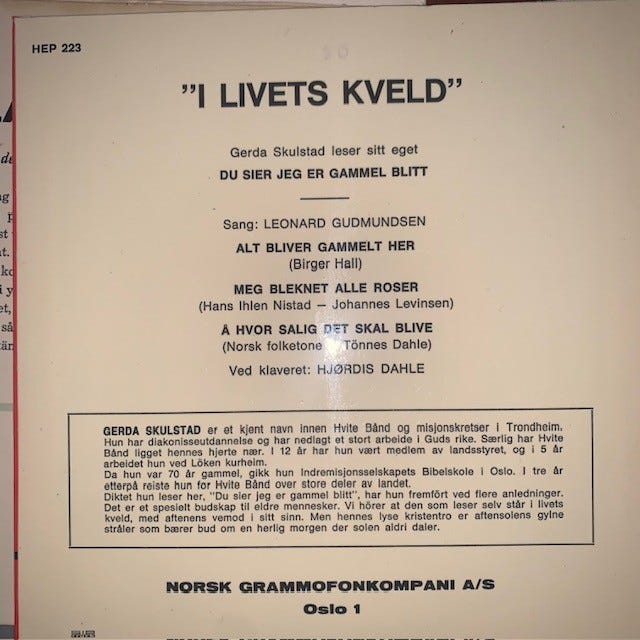 HEP 223
"I LIVETS KVELD"
Gerda Skulstad leser sitt eget
DU SIER JEG ER GAMMEL BLITT
Sang: LEONARD GUDMUNDSEN
ALT BLIVER GAMMELT HER
(Birger Hall)
MEG BLEKNET ALLE ROSER
(Hans Ihlen Nistad – Johannes Levinsen)
Å HVOR SALIG DET SKAL BLIVE
(Norsk folketone Tönnes Dahle)
Ved klaveret: HJØRDIS DAHLE
GERDA SKULSTAD er et kjent navn innen Hvite Bånd og misjonskretser i Trondheim.
Hun har diakonisseutdannelse og har nedlagt et stort arbeide i Guds rike. Særlig har Hvite
Bånd ligget hennes hjerte nær. I 12 år har hun vært medlem av landsstyret, og i 5 år
arbeidet hun ved Löken kurheim.
Da hun var 70 år gammel, gikk hun Indremisjonsselskapets Bibelskole i Oslo. I tre år
etterpå reiste hun for Hvite Bånd over store deler av landet.
Diktet hun leser her, "Du sier jeg er gammel blitt", har hun fremført ved flere anledninger.
Det er et spesielt budskap til eldre mennesker. Vi hörer at den som leser selv står i livets
kveld, med aftenens vemod i sitt sinn. Men hennes lyse kristentro er aftensolens gylne
stråler som bærer bud om en herlig morgen der solen aldri daler.
NORSK GRAMMOFONKOMPANI A/S
Oslo 1